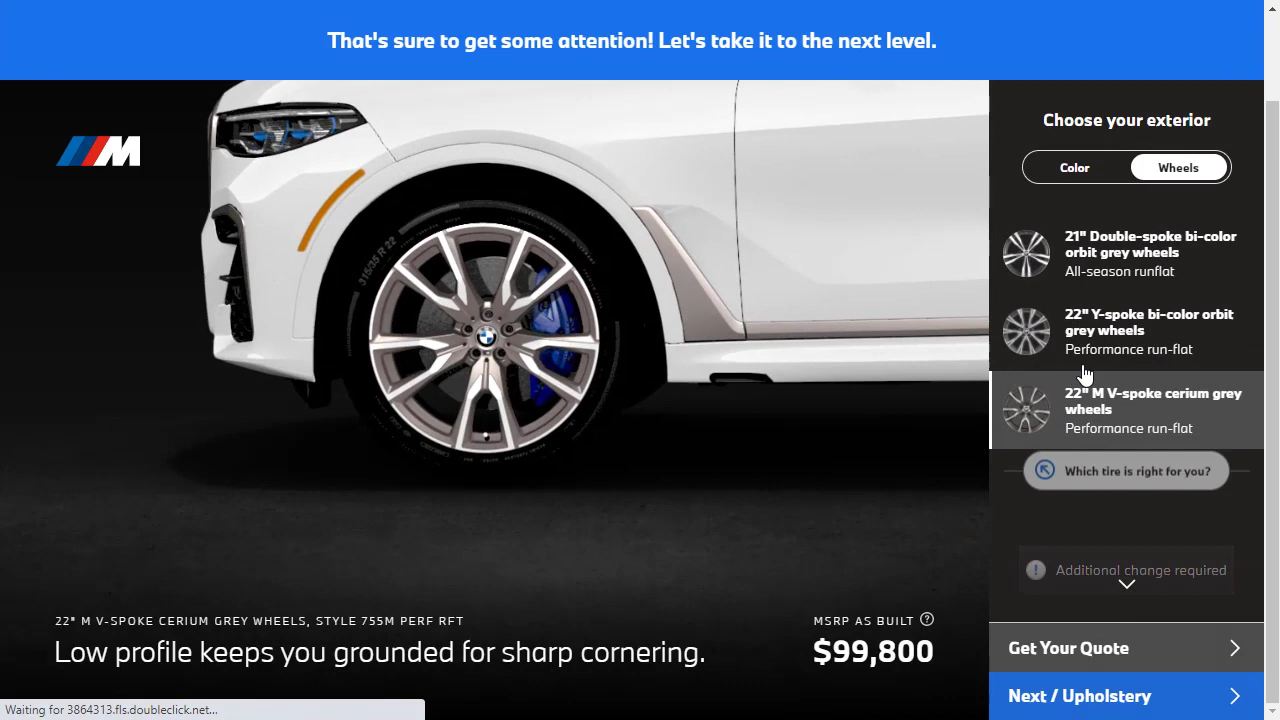 That's sure to get some attention! Let's take it to the next level.
M
315/35 R 22
Choose your exterior
Color
Wheels
21" Double-spoke bi-color
orbit grey wheels
All-season runflat
22" Y-spoke bi-color orbit
grey wheels
Performance run-flat
22" M V-spoke cerium grey
wheels
Performance run-flat
Which tire is right for you?
Additional change required
22" M V-SPOKE CERIUM GREY WHEELS, STYLE 755M PERF RFT
Low profile keeps you grounded for sharp cornering.
MSRP AS BUILT
$99,800
Get Your Quote
Next / Upholstery
Waiting for 3864313.fls.doubleclick.net...